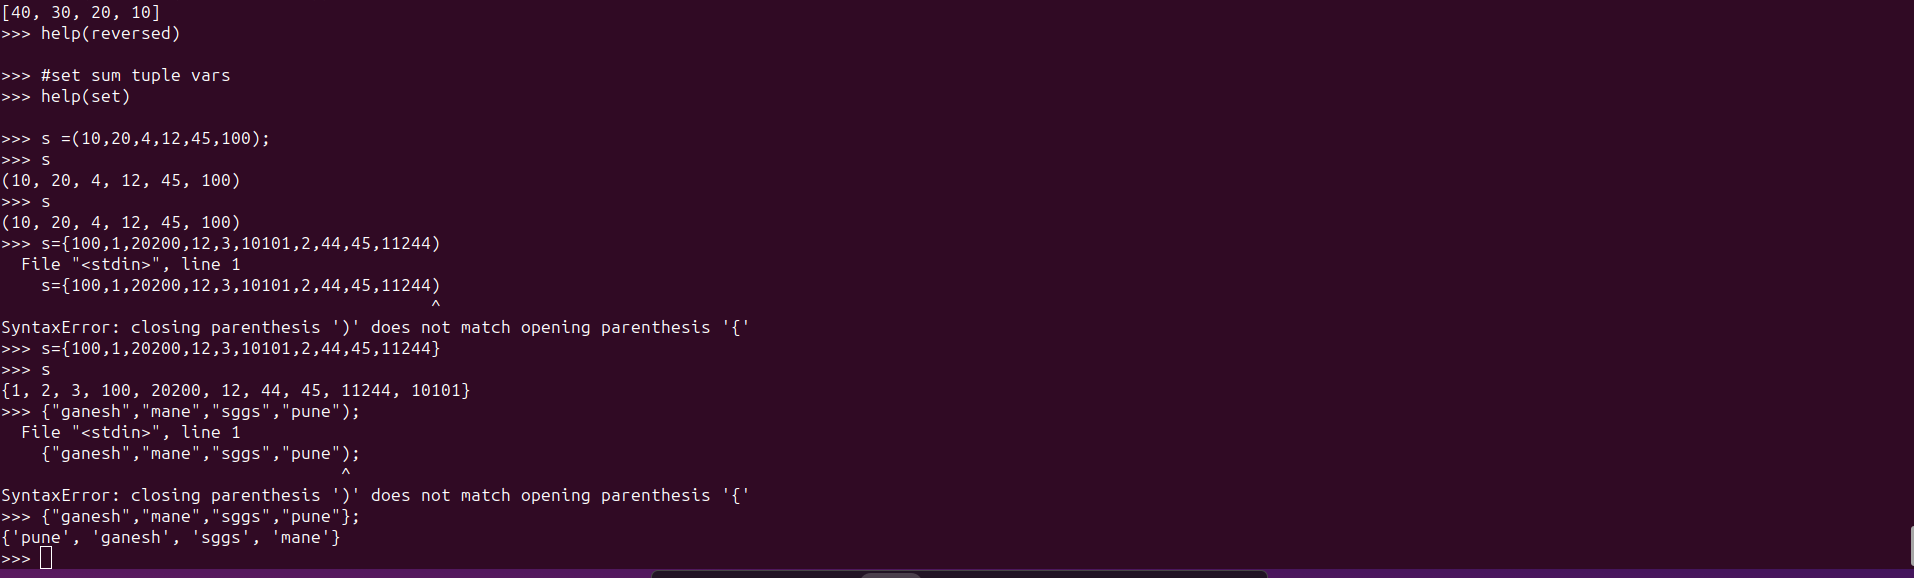 [40, 30, 20, 10]
>>> help(reversed)
>>> #set sum tuple vars
>>> help(set)
>>> s =(10,20,4,12,45,100);
>>> s
(10, 20, 4, 12, 45, 100)
>>> s
(10, 20, 4, 12, 45, 100)
>>> s={100,1,20200,12,3,10101,2,44,45,11244)
  File "<stdin>", line 1
    s={100,1,20200,12,3,10101,2,44,45,11244)
                                           ^
SyntaxError: closing parenthesis ')' does not match opening parenthesis '{'
>>> s={100,1,20200,12,3,10101,2,44,45,11244}
>>> s
{1, 2, 3, 100, 20200, 12, 44, 45, 11244, 10101}
>>> {"ganesh","mane","sggs","pune");
  File "<stdin>", line 1
    {"ganesh","mane","sggs","pune");
                                  ^
SyntaxError: closing parenthesis ')' does not match opening parenthesis '{'
>>> {"ganesh","mane","sggs","pune"};
{'pune', 'ganesh', 'sggs', 'mane'}
>>>